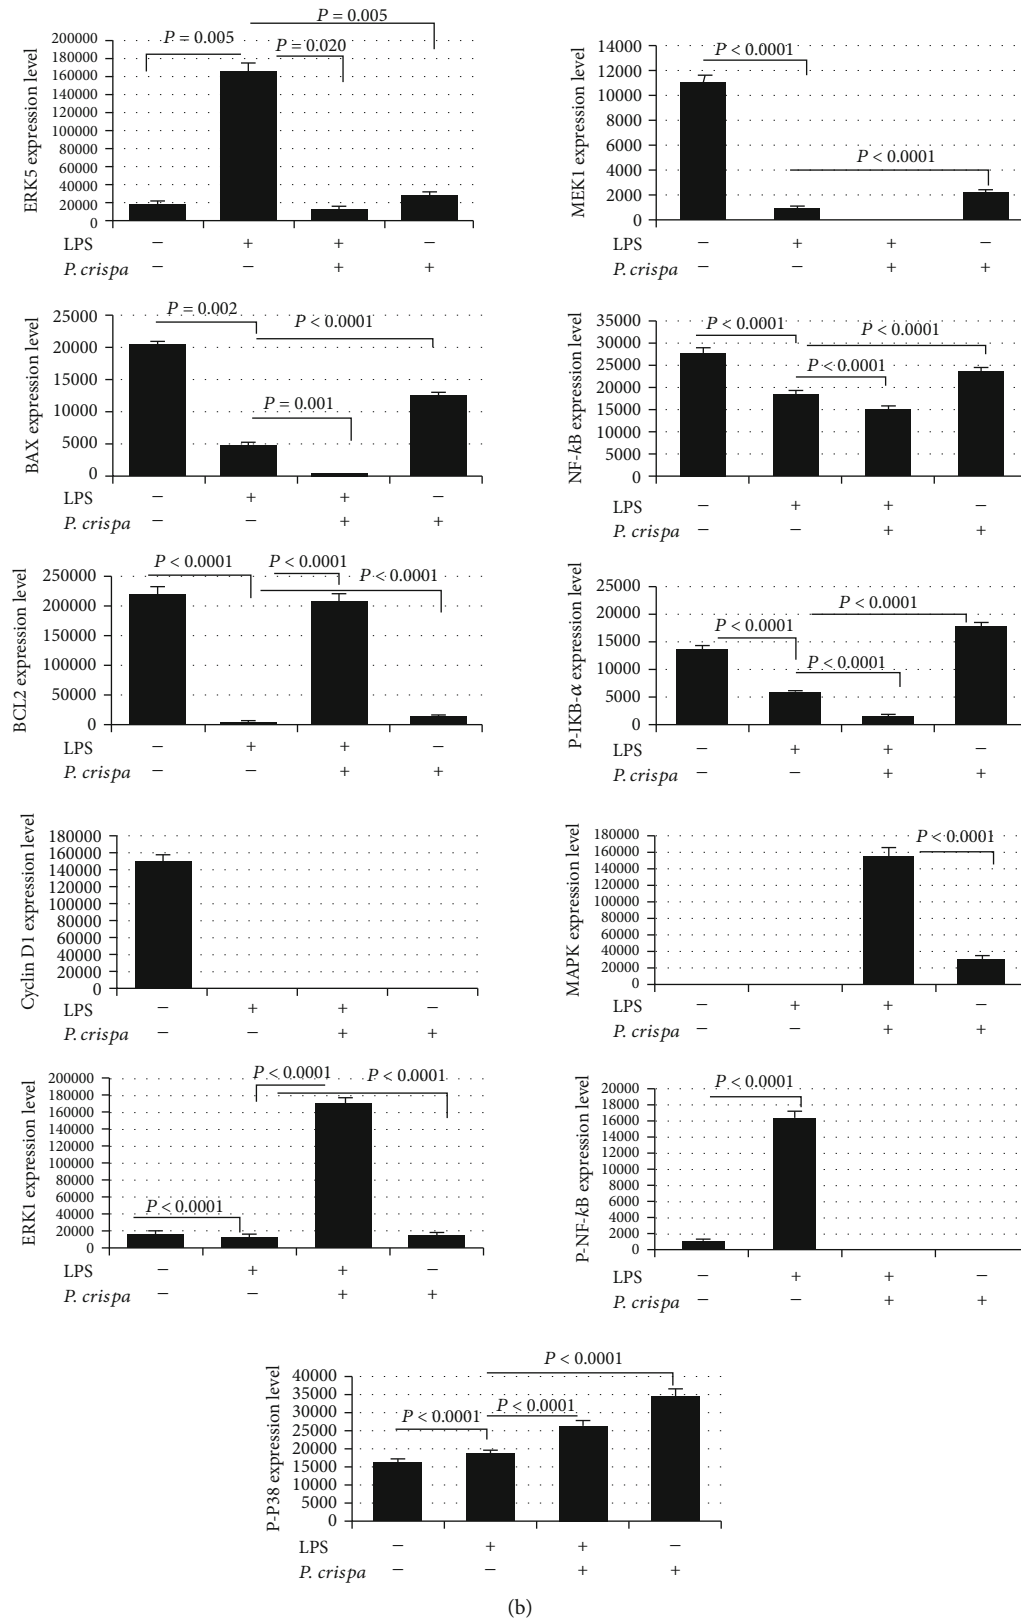 P = 0.005
P = 0.005
P = 0.020
ERK5 expression level
200000
180000
160000
140000
120000
100000
80000
60000
40000
20000
0
LPS − + + −
P. crispa − − + +
P < 0.0001
P < 0.0001
MEK1 expression level
14000
12000
10000
8000
6000
4000
2000
0
LPS − + + −
P. crispa − − + +
P = 0.002
P < 0.0001
P = 0.001
BAX expression level
25000
20000
15000
10000
5000
0
LPS − + + −
P. crispa − − + +
P < 0.0001
P < 0.0001
P < 0.0001
NF-kB expression level
35000
30000
25000
20000
15000
10000
5000
0
LPS − + + −
P. crispa − − + +
P < 0.0001
P < 0.0001
P < 0.0001
BCL2 expression level
250000
200000
150000
100000
50000
0
LPS − + + −
P. crispa − − + +
P < 0.0001
P < 0.0001
P < 0.0001
P-IKB-α expression level
20000
15000
10000
5000
0
LPS − + + −
P. crispa − − + +
Cyclin D1 expression level
180000
160000
140000
120000
100000
80000
60000
40000
20000
0
LPS − + + −
P. crispa − − + +
P < 0.0001
MAPK expression level
180000
160000
140000
120000
100000
80000
60000
40000
20000
0
LPS − + + −
P. crispa − − + +
P < 0.0001
P < 0.0001
P < 0.0001
ERK1 expression level
200000
180000
160000
140000
120000
100000
80000
60000
40000
20000
0
LPS − + + −
P. crispa − − + +
P < 0.0001
P-NF-kB expression level
20000
18000
16000
14000
12000
10000
8000
6000
4000
2000
0
LPS − + + −
P. crispa − − + +
P < 0.0001
P < 0.0001
P < 0.0001
P-P38 expression level
40000
35000
30000
25000
20000
15000
10000
5000
0
LPS − + + −
P. crispa − − + +
(b)